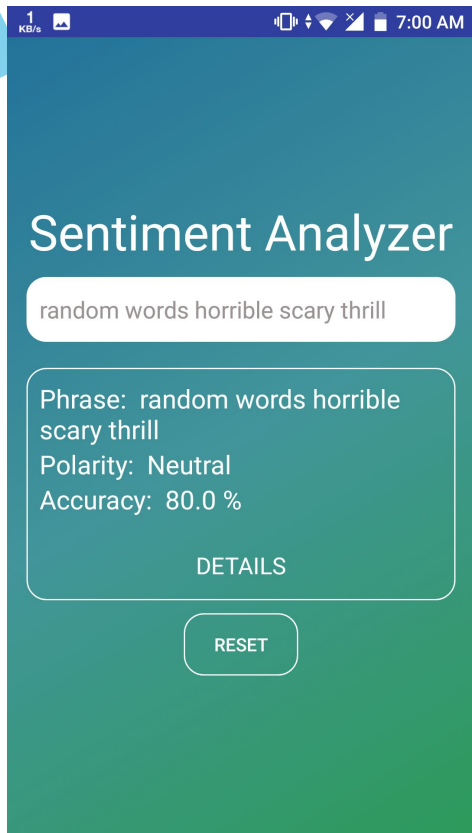 1
KB/s
7:00 AM
Sentiment Analyzer
random words horrible scary thrill
Phrase:  random words horrible
scary thrill
Polarity:  Neutral
Accuracy:  80.0 %
DETAILS
RESET